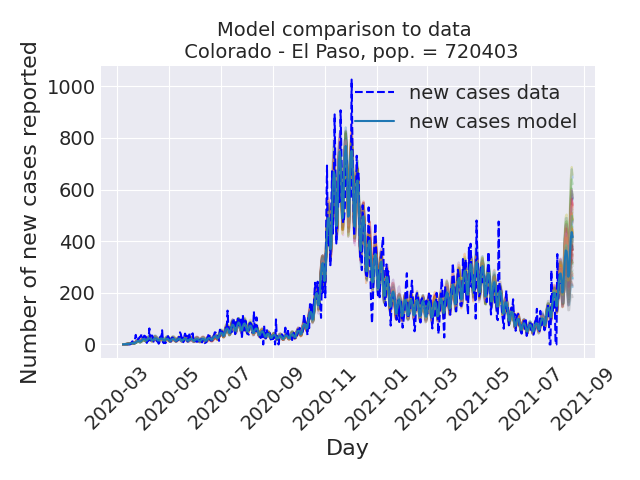 Model comparison to data
Colorado - El Paso, pop. = 720403
Number of new cases reported
1000
800
600
400
200
0
new cases data
new cases model
2020-03
2020-05
2020-07
2020-09
2020-11
2021-01
2021-03
2021-05
2021-07
2021-09
Day